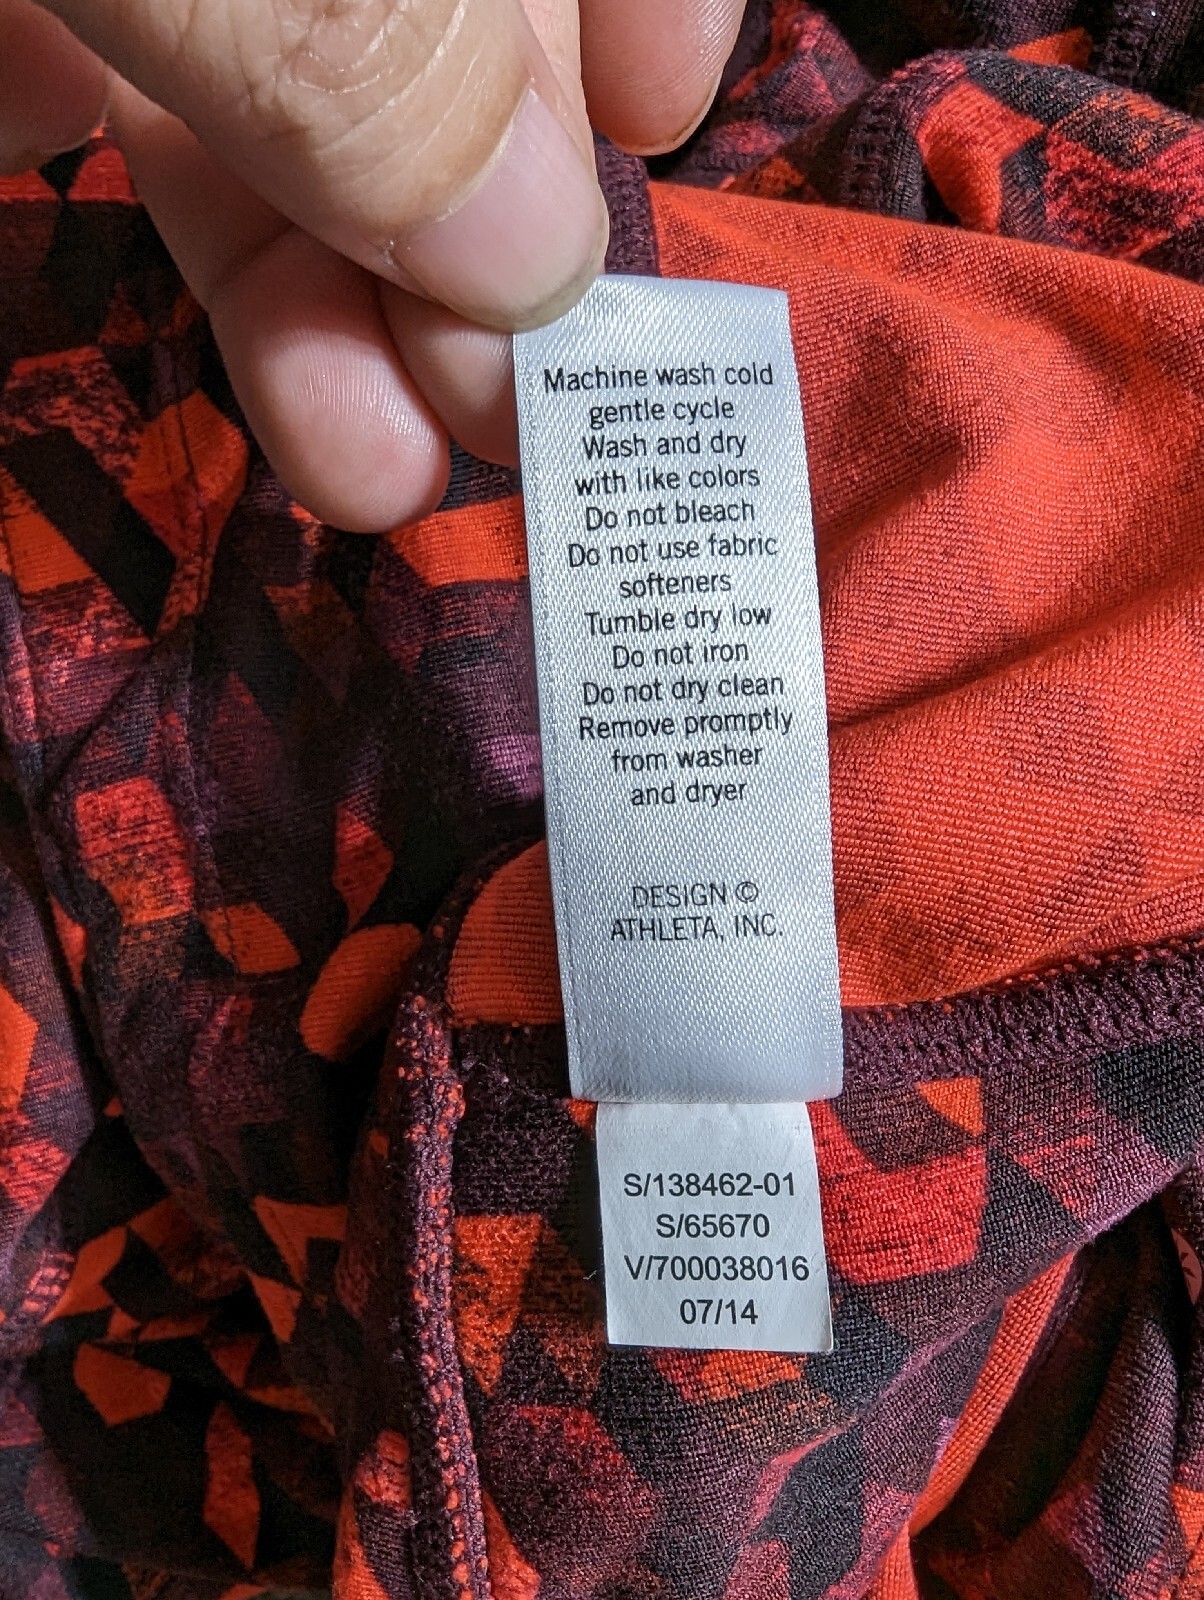 Machine wash cold
gentle cycle
Wash and dry
with like colors
Do not bleach
Do not use fabric
softeners
Tumble dry low
Do not iron
Do not dry clean
Remove promptly
from washer
and dryer
DESIGN ©
ATHLETA, INC.
S/138462-01
S/65670
V/700038016
07/14